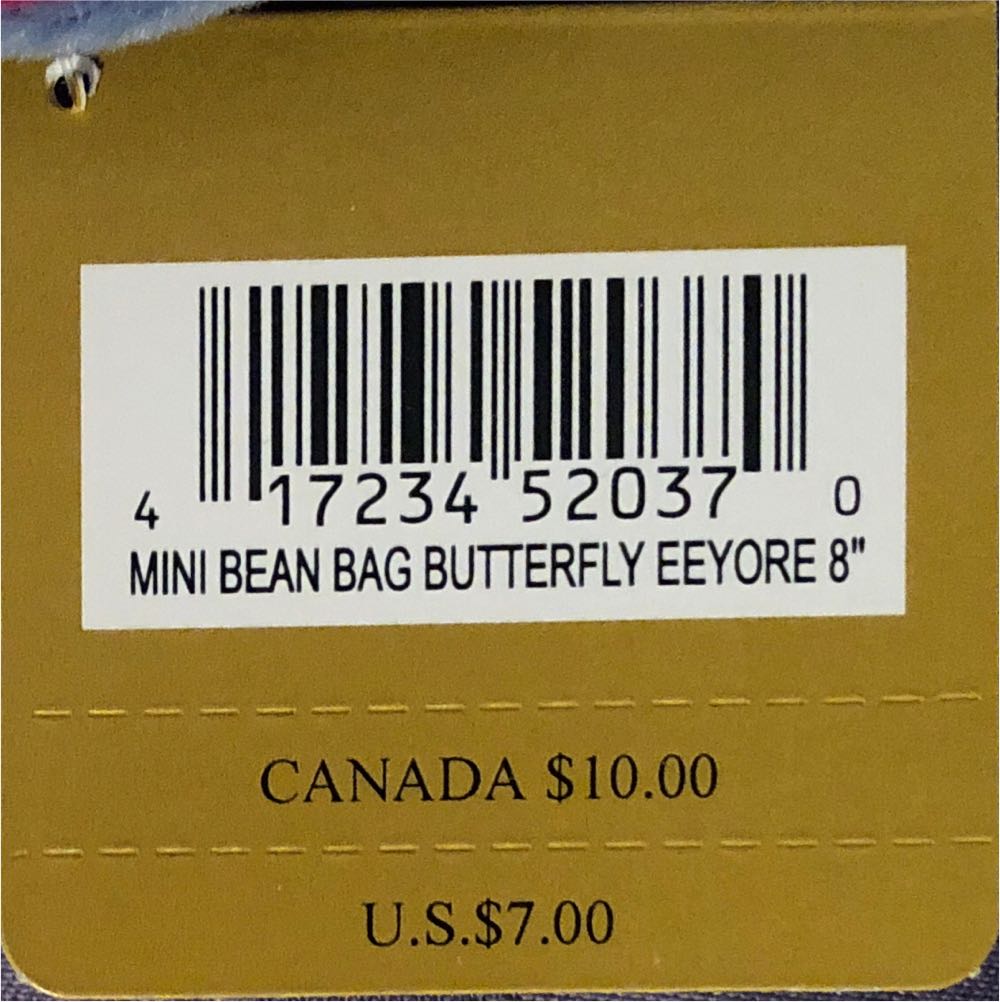 4 17234 52037 0
MINI BEAN BAG BUTTERFLY EEYORE 8"
CANADA $10.00
U.S.$7.00